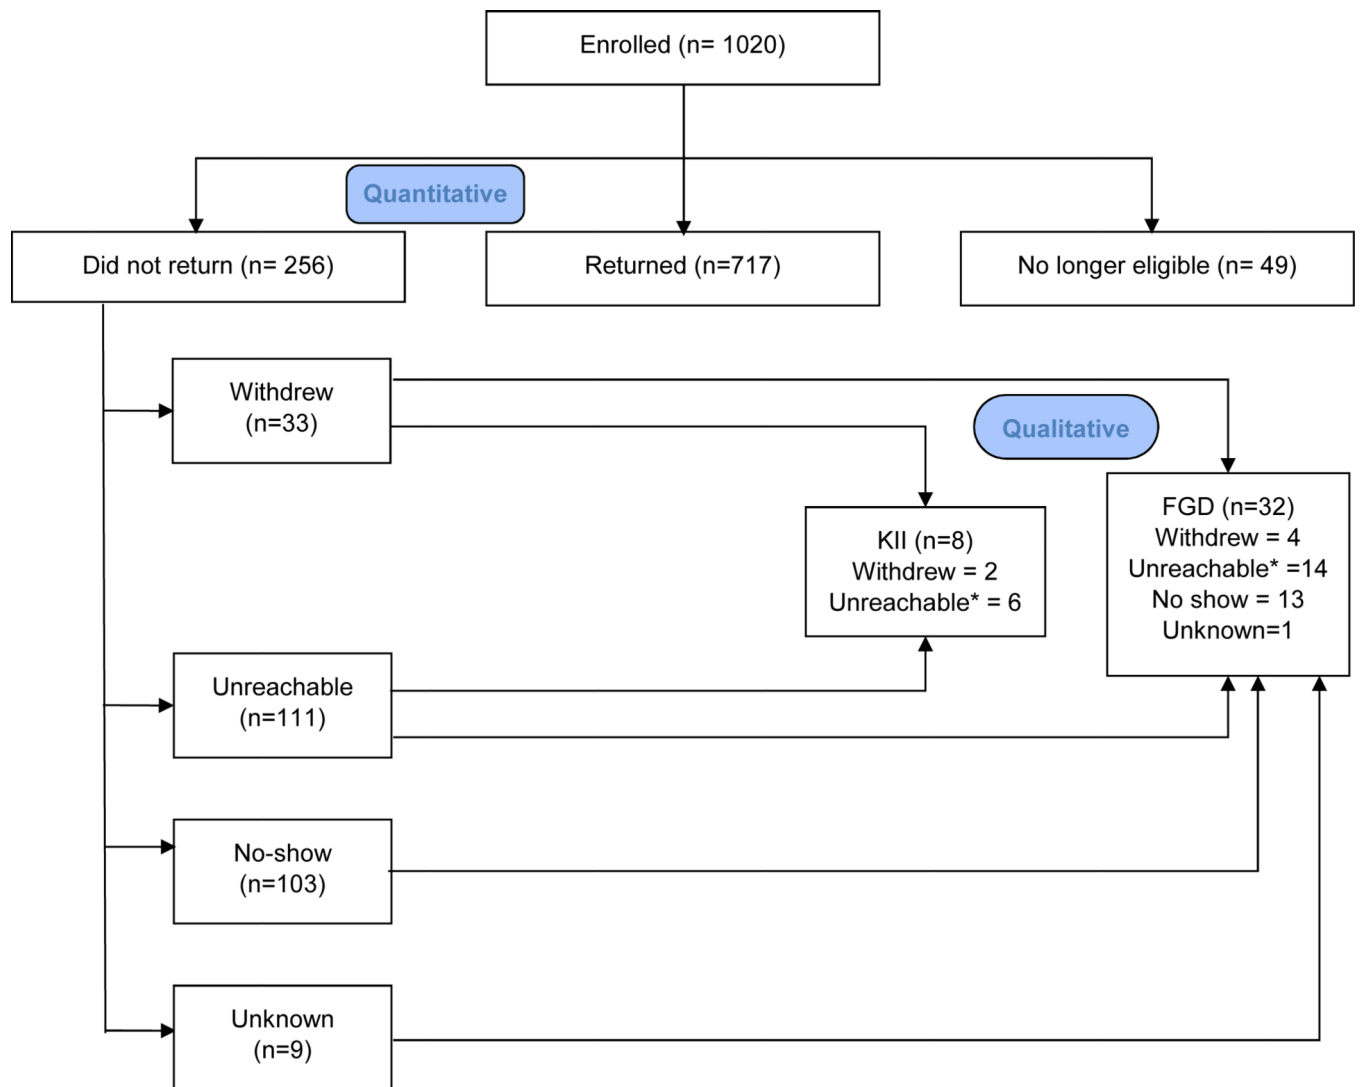 Enrolled (n= 1020)
Quantitative
Did not return (n= 256)
Returned (n=717)
No longer eligible (n= 49)
Withdrew
(n=33)
Qualitative
KII (n=8)
Withdrew = 2
Unreachable* = 6
FGD (n=32)
Withdrew = 4
Unreachable* =14
No show = 13
Unknown=1
Unreachable
(n=111)
No-show
(n=103)
Unknown
(n=9)